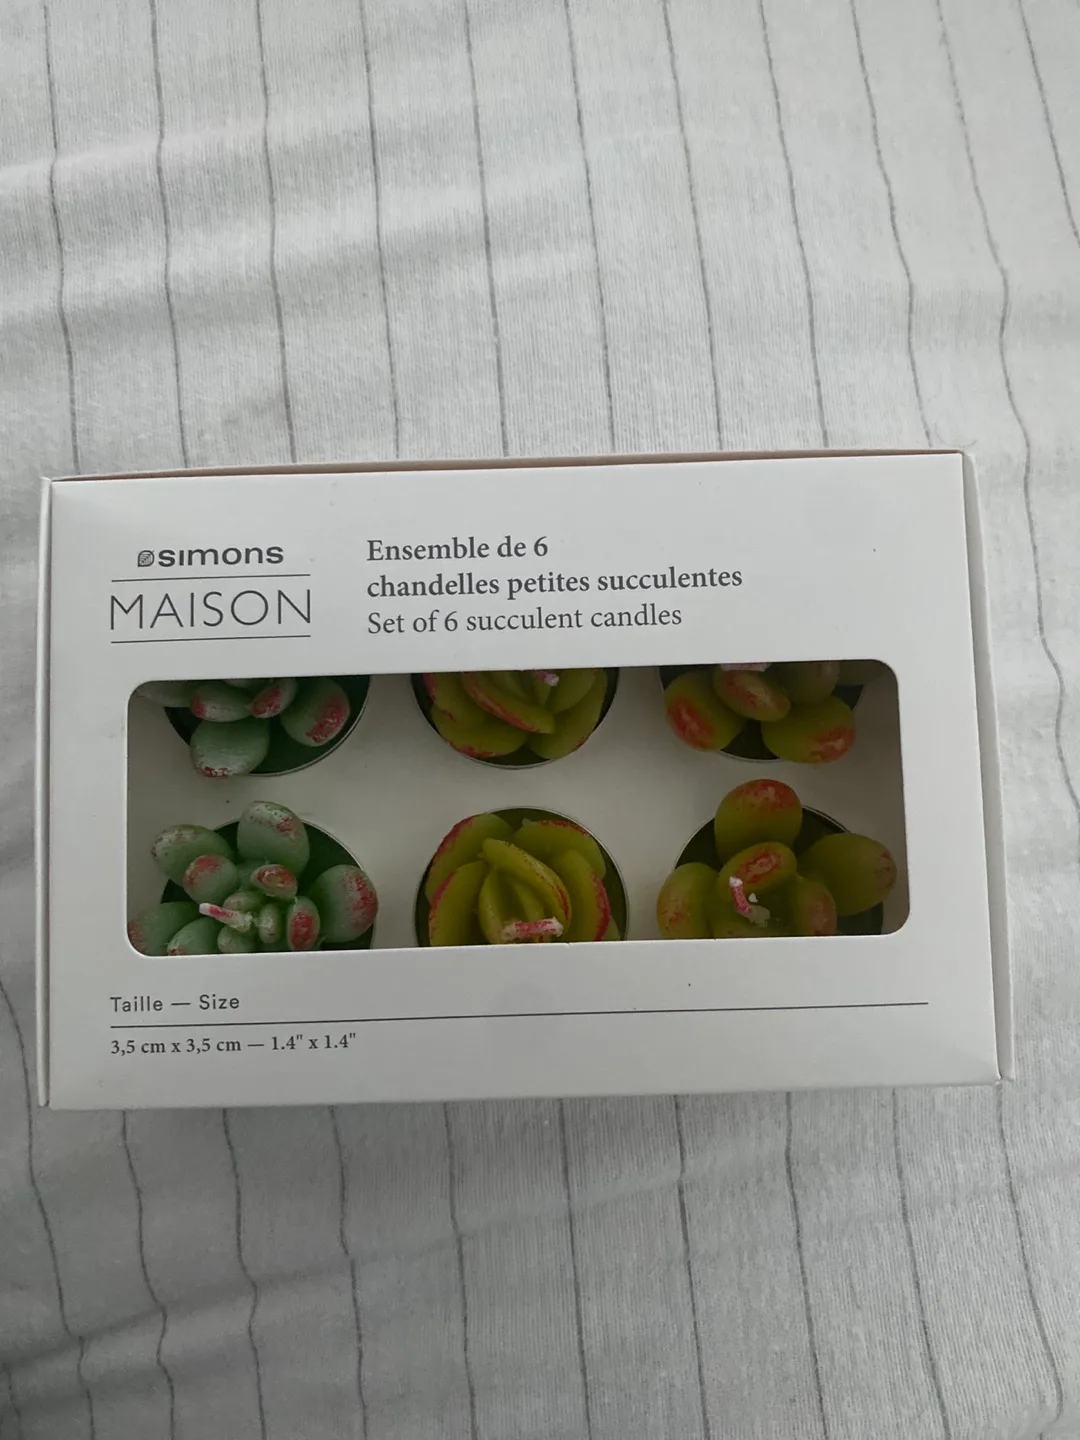 simons
MAISON
Ensemble de 6
chandelles petites succulentes
Set of 6 succulent candles
Taille — Size
3,5 cm x 3,5 cm — 1.4" x 1.4"